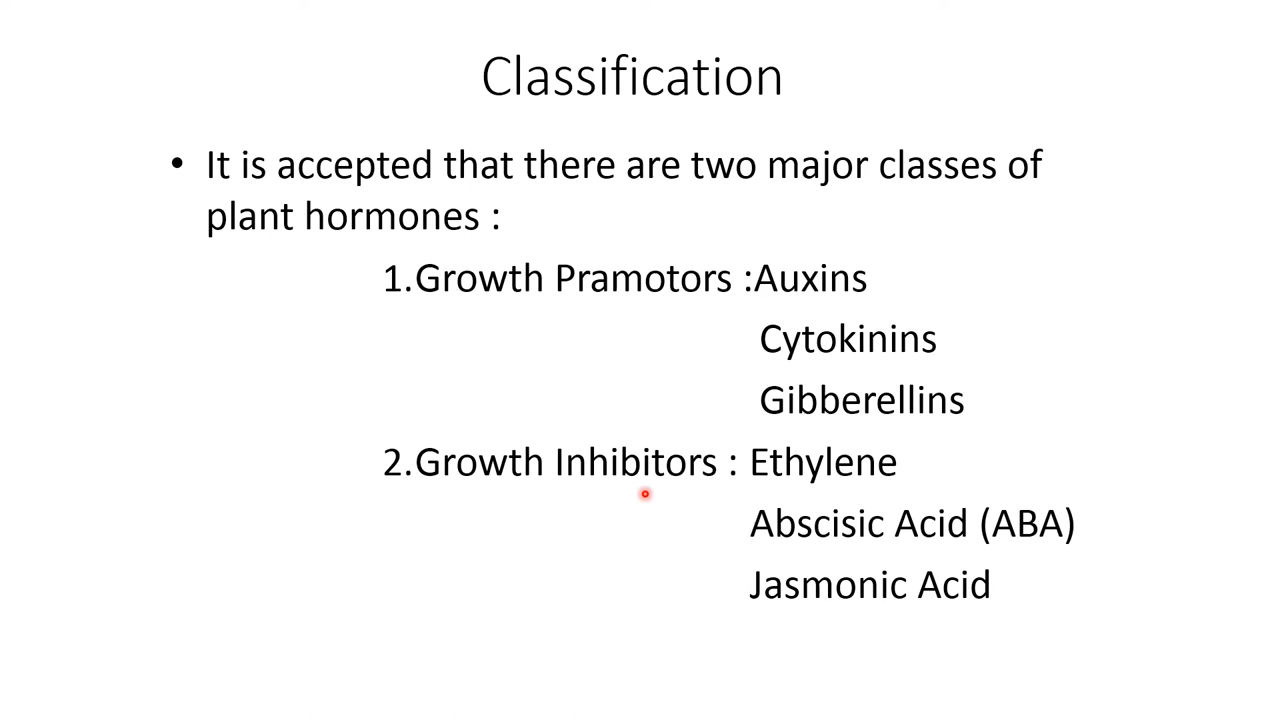 Classification
• It is accepted that there are two major classes of
plant hormones :
1.Growth Pramotors :Auxins
Cytokinins
Gibberellins
2.Growth Inhibitors : Ethylene
Abscisic Acid (ABA)
Jasmonic Acid